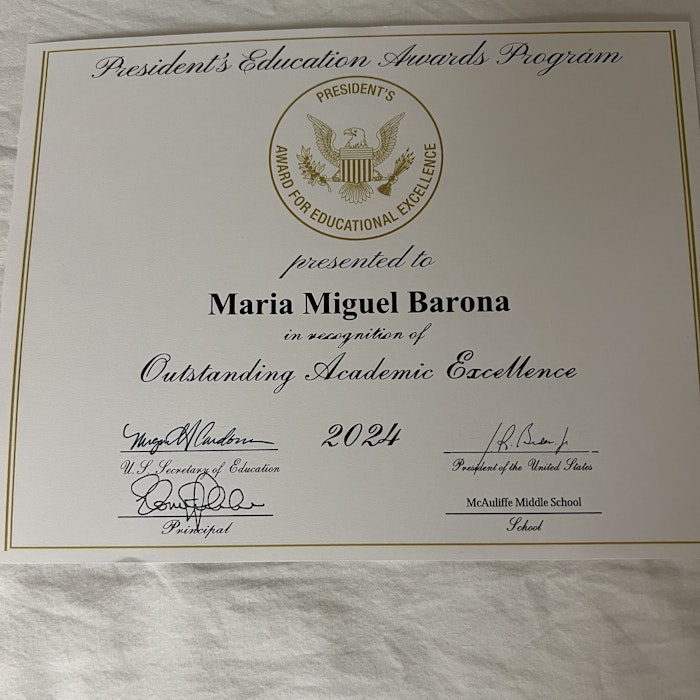 President's Education Awards Program
PRESIDENT'S
AWARD FOR EDUCATIONAL EXCELLENCE
presented to
Maria Miguel Barona
in recognition of
Outstanding Academic Excellence
2024
U.S. Secretary of Education
President of the United States
McAuliffe Middle School
Principal
School